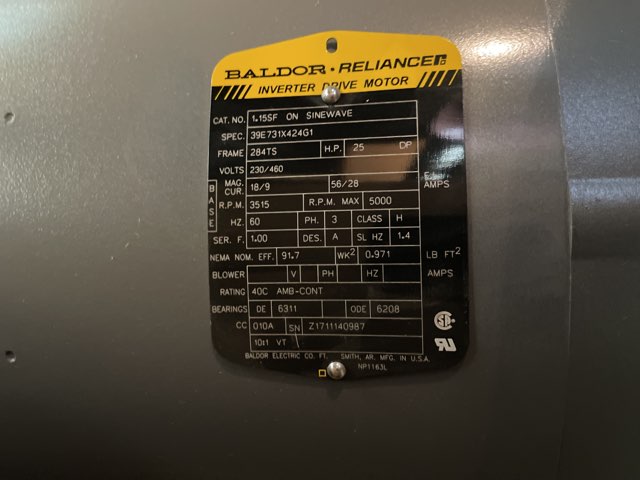 BALDOR • RELIANCE
//// INVERTER DRIVE MOTOR ////
CAT. NO. 1.15SF ON SINEWAVE
SPEC. 39E731X424G1
FRAME 284TS H.P. 25 DP
VOLTS 230/460
BASE
MAG. CUR. 18/9 56/28 AMPS
R.P.M. 3515 R.P.M. MAX 5000
HZ. 60 PH. 3 CLASS H
SER. F. 1.00 DES. A SL HZ 1.4
NEMA NOM. EFF. 91.7 WK2 0.971 LB FT2
BLOWER V PH HZ AMPS
RATING 40C AMB-CONT
BEARINGS DE 6311 ODE 6208
CC 010A SN Z1711140987
10:1 VT
BALDOR ELECTRIC CO. FT. SMITH, AR. MFG. IN U.S.A.
NP1163L